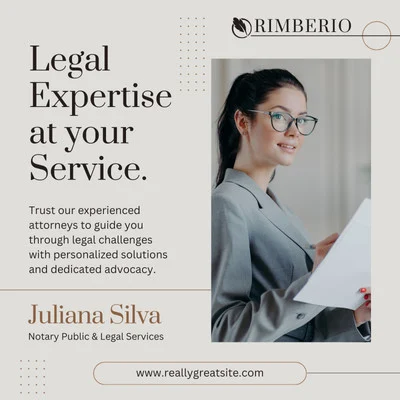 RIMBERIO
Legal
Expertise
at your
Service.
Trust our experienced
attorneys to guide you
through legal challenges
with personalized solutions
and dedicated advocacy.
Juliana Silva
Notary Public & Legal Services
www.reallygreatsite.com